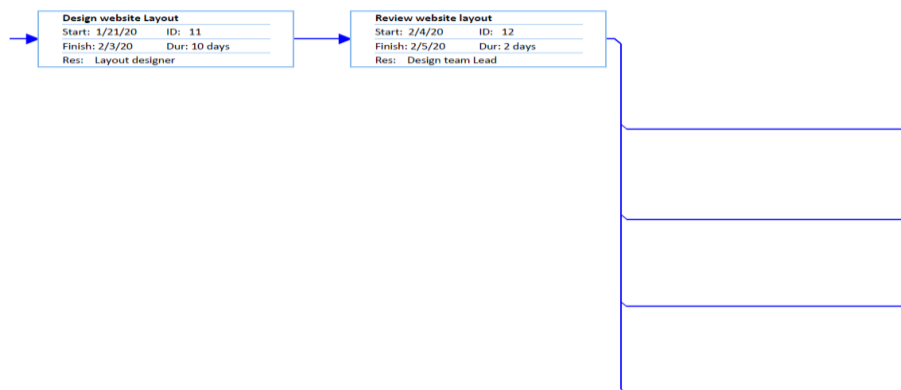 Design website Layout
Start: 1/21/20 ID: 11
Finish: 2/3/20 Dur: 10 days
Res: Layout designer
Review website layout
Start: 2/4/20 ID: 12
Finish: 2/5/20 Dur: 2 days
Res: Design team Lead